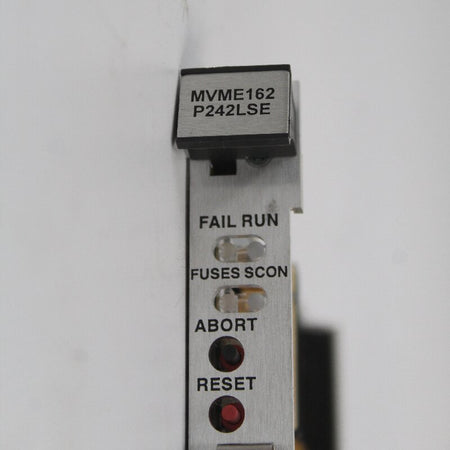 MVME162
P242LSE
FAIL RUN
FUSES SCON
ABORT
RESET